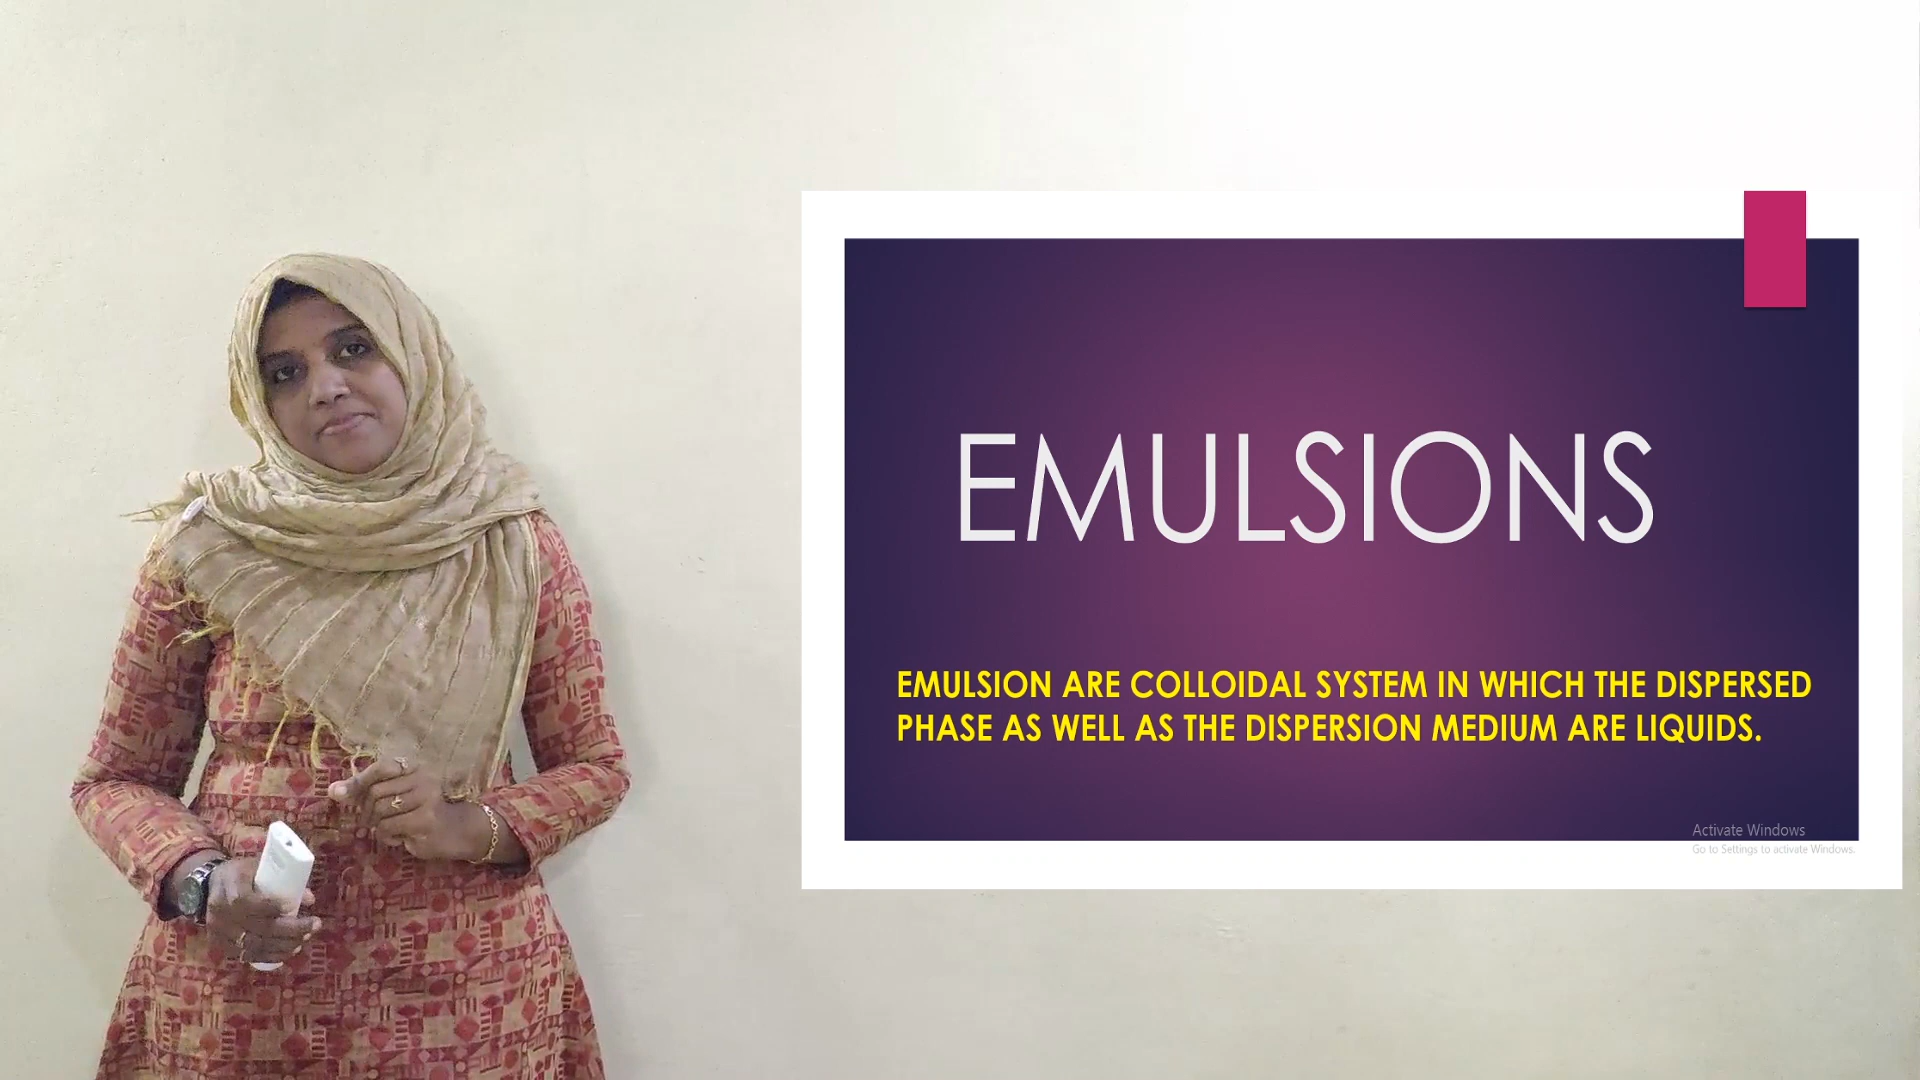 EMULSIONS
EMULSION ARE COLLOIDAL SYSTEM IN WHICH THE DISPERSED
PHASE AS WELL AS THE DISPERSION MEDIUM ARE LIQUIDS.
Activate Windows
Go to Settings to activate Windows.